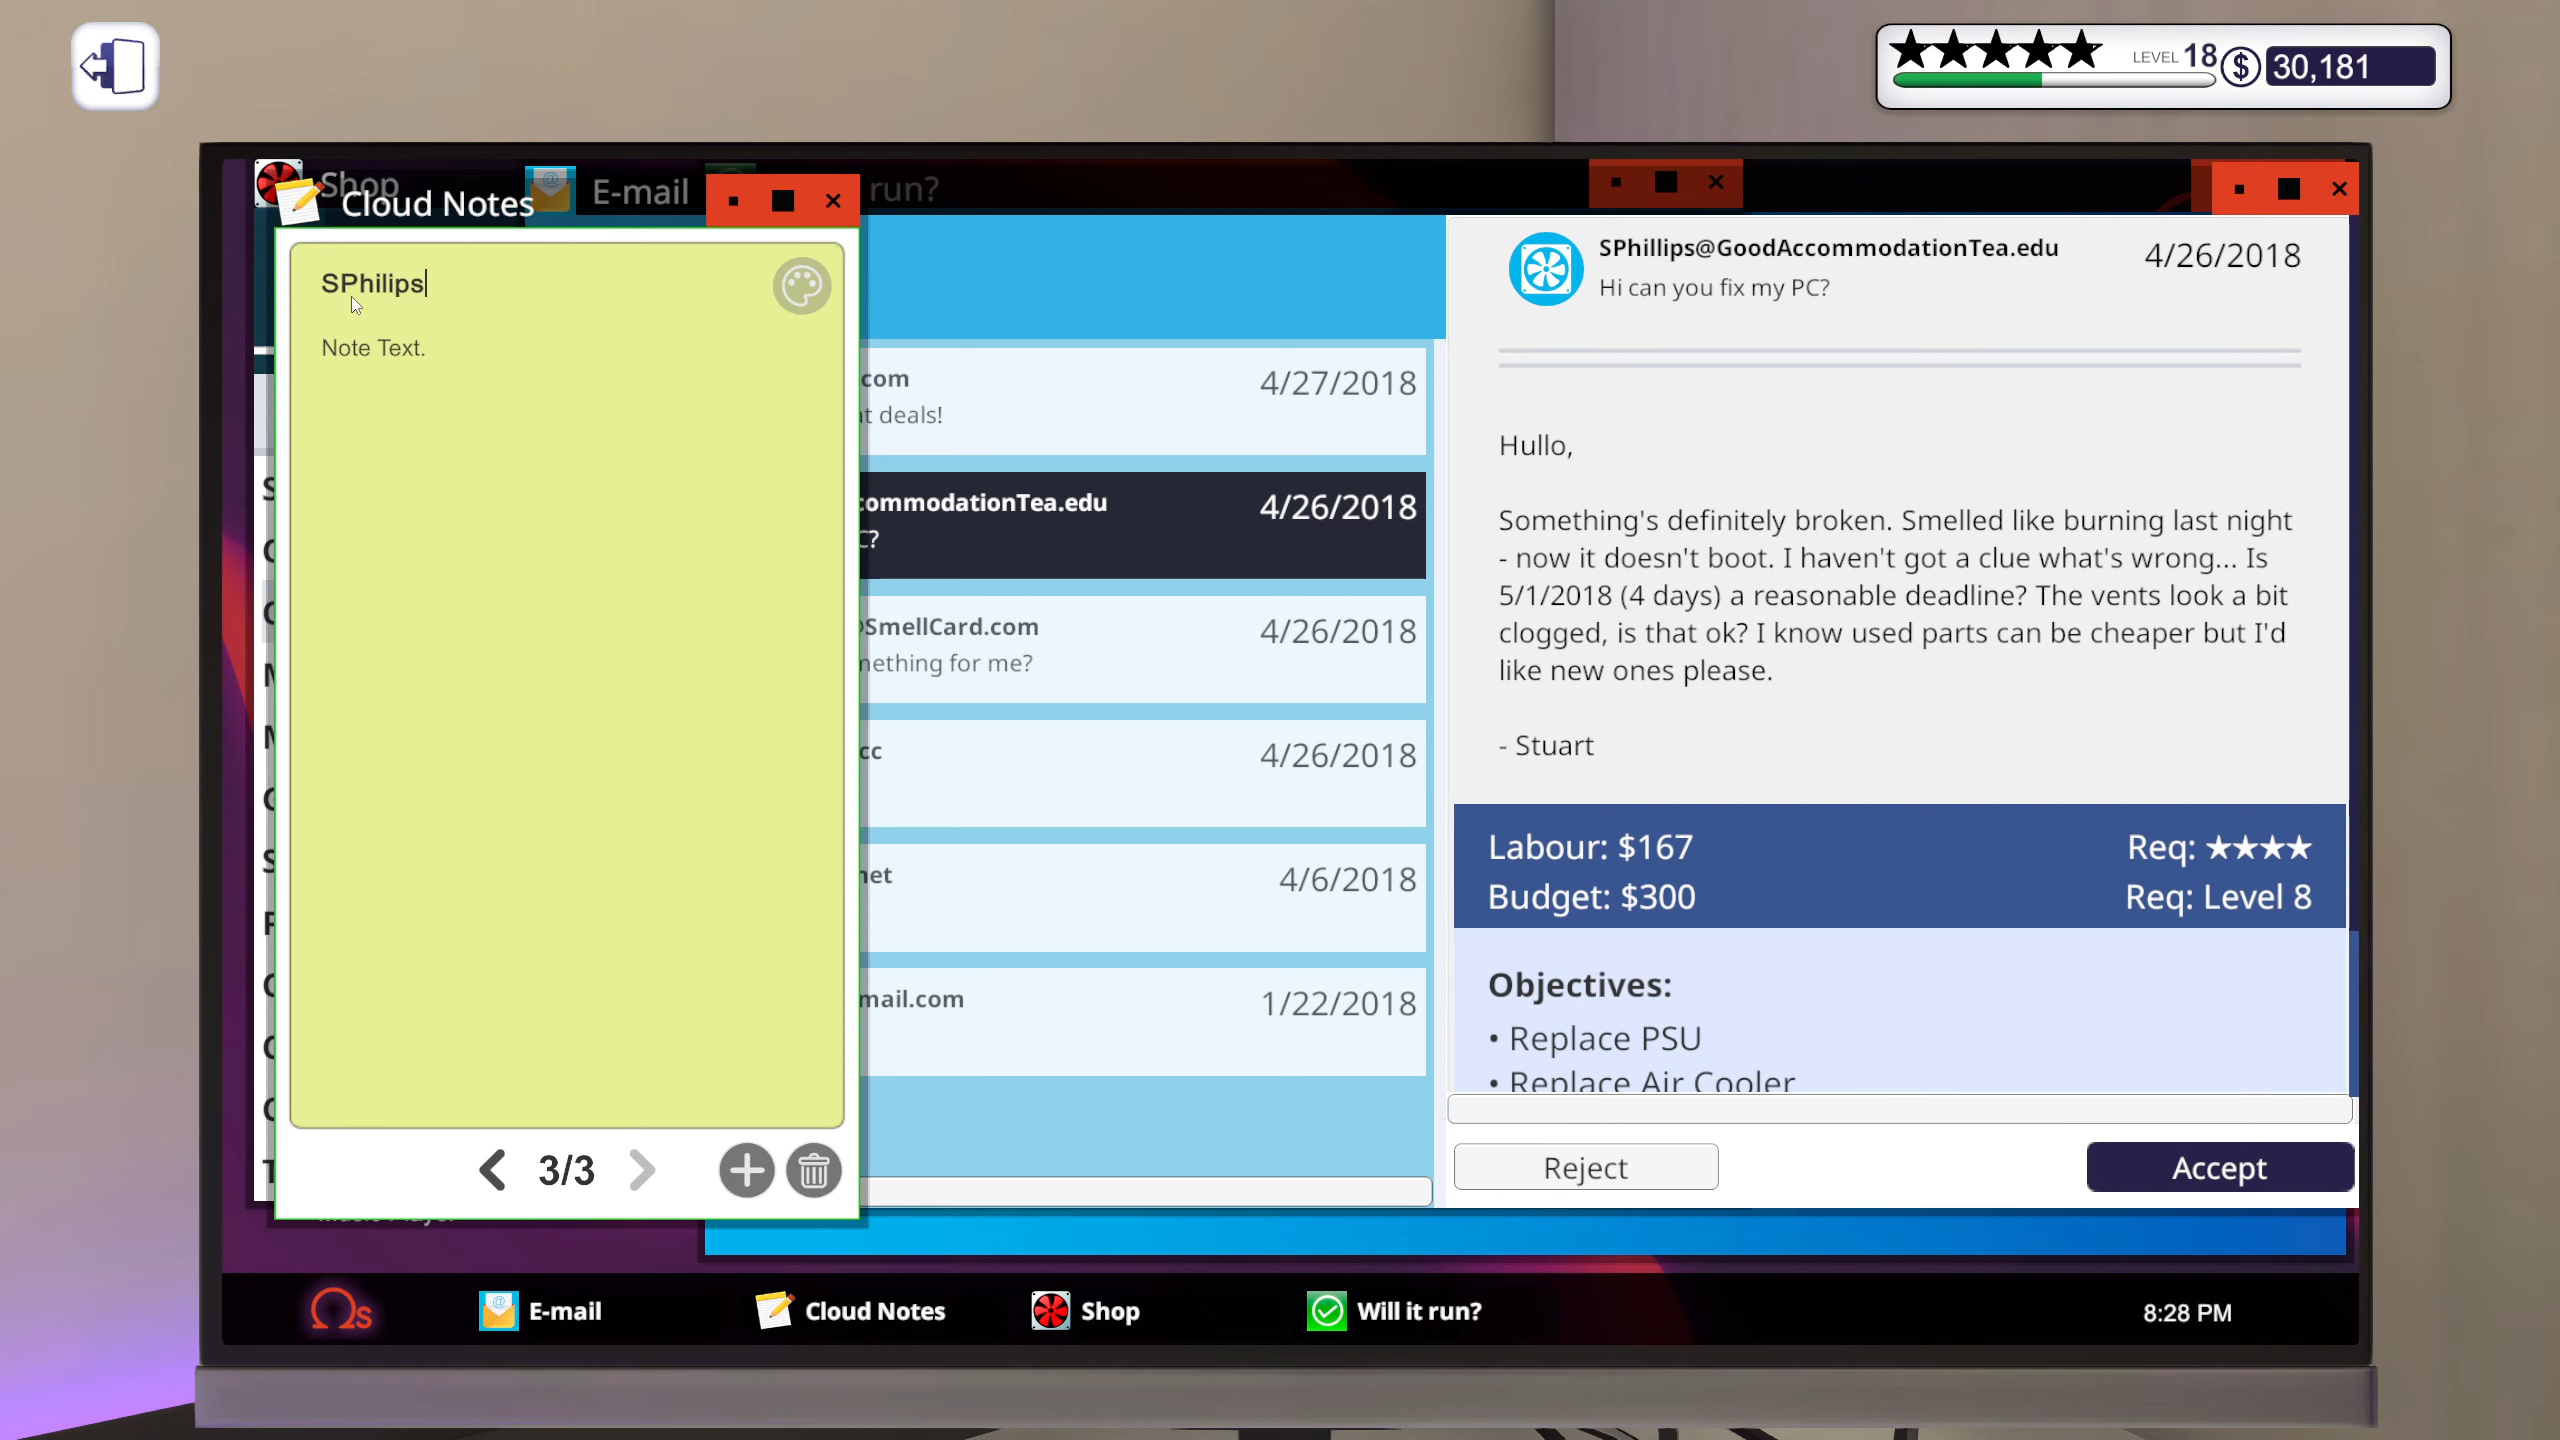 LEVEL 18
$ 30,181
Shop
Cloud Notes
E-mail
run?
SPhilips
Note Text.
3/3
com
4/27/2018
at deals!
commodationTea.edu
4/26/2018
C?
@SmellCard.com
4/26/2018
mething for me?
cc
4/26/2018
net
4/6/2018
mail.com
1/22/2018
SPhillips@GoodAccommodationTea.edu
4/26/2018
Hi can you fix my PC?
Hullo,
Something's definitely broken. Smelled like burning last night
- now it doesn't boot. I haven't got a clue what's wrong... Is
5/1/2018 (4 days) a reasonable deadline? The vents look a bit
clogged, is that ok? I know used parts can be cheaper but I'd
like new ones please.
- Stuart
Labour: $167
Req: ★★★★
Budget: $300
Req: Level 8
Objectives:
• Replace PSU
• Replace Air Cooler
Reject
Accept
Music Player
Ωs
E-mail
Cloud Notes
Shop
Will it run?
8:28 PM